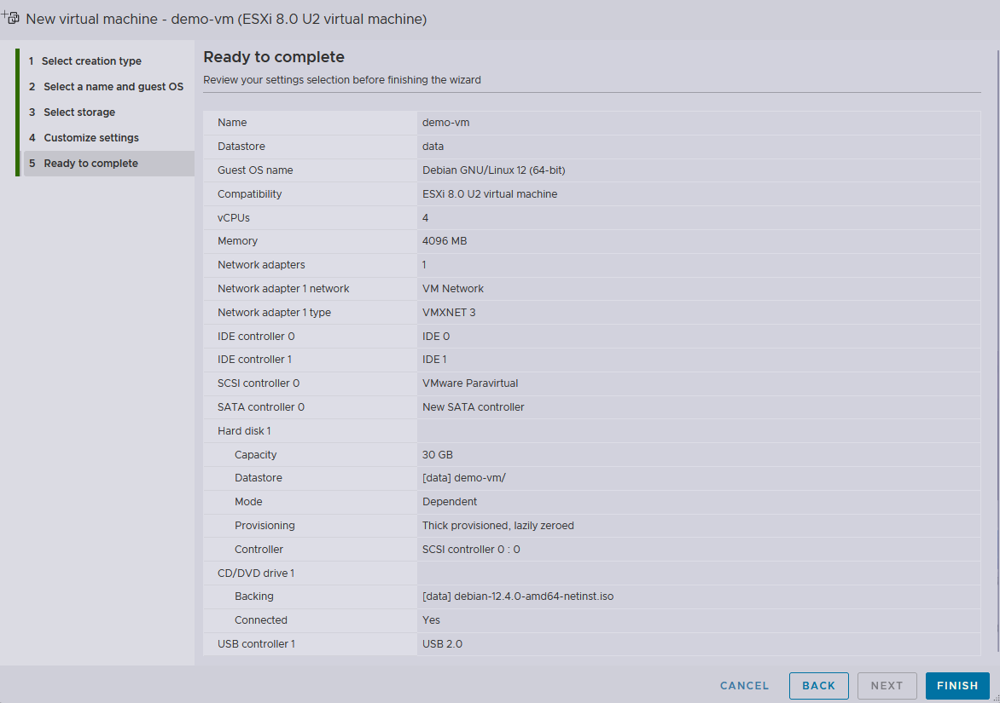 New virtual machine - demo-vm (ESXi 8.0 U2 virtual machine)
1 Select creation type
2 Select a name and guest OS
3 Select storage
4 Customize settings
5 Ready to complete
Ready to complete
Review your settings selection before finishing the wizard
Name demo-vm
Datastore data
Guest OS name Debian GNU/Linux 12 (64-bit)
Compatibility ESXi 8.0 U2 virtual machine
vCPUs 4
Memory 4096 MB
Network adapters 1
Network adapter 1 network VM Network
Network adapter 1 type VMXNET 3
IDE controller 0 IDE 0
IDE controller 1 IDE 1
SCSI controller 0 VMware Paravirtual
SATA controller 0 New SATA controller
Hard disk 1
Capacity 30 GB
Datastore [data] demo-vm/
Mode Dependent
Provisioning Thick provisioned, lazily zeroed
Controller SCSI controller 0 : 0
CD/DVD drive 1
Backing [data] debian-12.4.0-amd64-netinst.iso
Connected Yes
USB controller 1 USB 2.0
CANCEL BACK NEXT FINISH